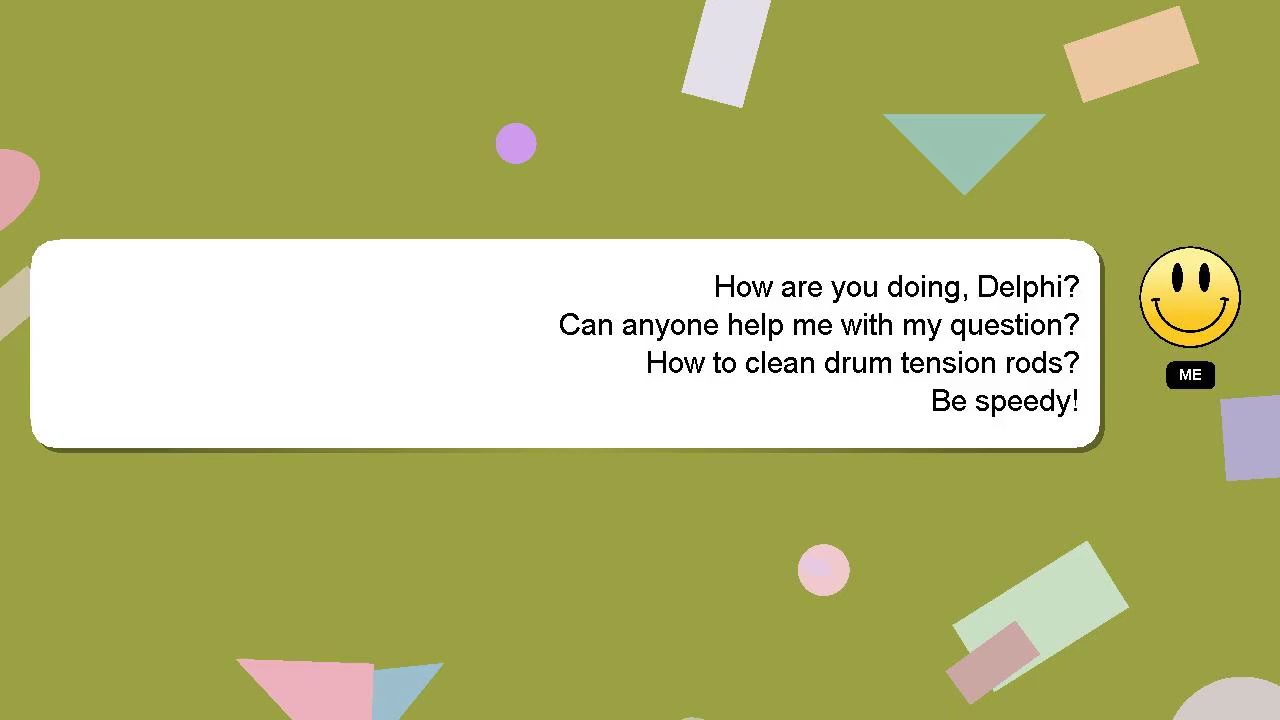 How are you doing, Delphi?
Can anyone help me with my question?
How to clean drum tension rods?
Be speedy!
ME